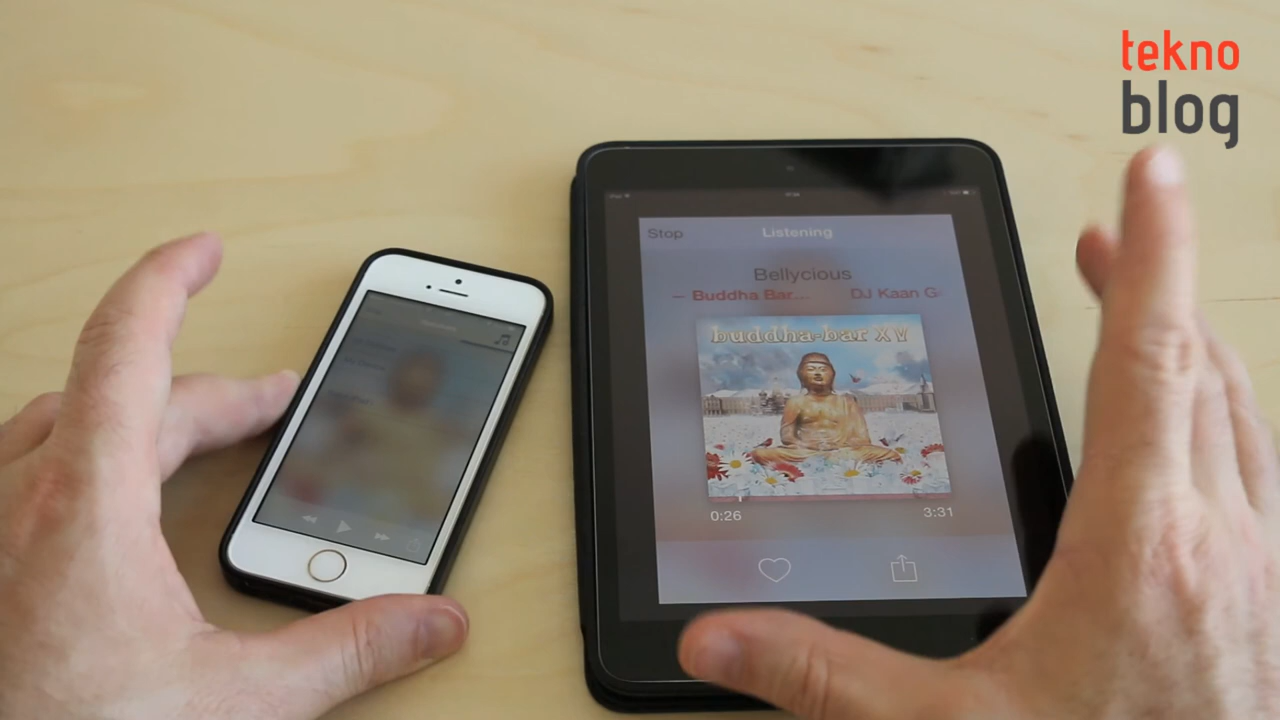 tekno
blog
Stop
Listening
Bellycious
— Buddha Bar...
DJ Kaan G
buddha-bar XV
0:26
3:31